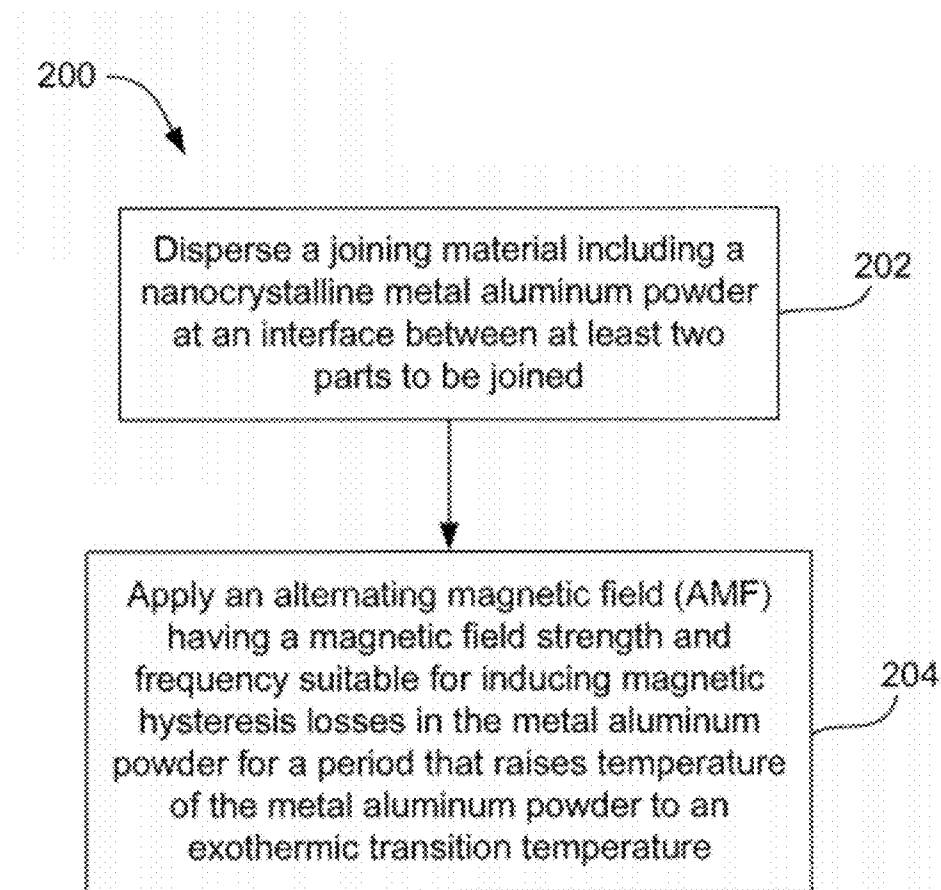 200
Disperse a joining material including a
nanocrystalline metal aluminum powder
at an interface between at least two
parts to be joined
202
Apply an alternating magnetic field (AMF)
having a magnetic field strength and
frequency suitable for inducing magnetic
hysteresis losses in the metal aluminum
powder for a period that raises temperature
of the metal aluminum powder to an
exothermic transition temperature
204